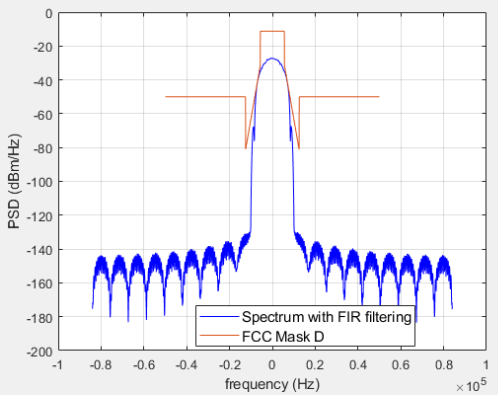 0
-20
-40
-60
-80
-100
-120
-140
-160
-180
-200
PSD (dBm/Hz)
Spectrum with FIR filtering
FCC Mask D
-1 -0.8 -0.6 -0.4 -0.2 0 0.2 0.4 0.6 0.8 1
frequency (Hz)
×10⁵